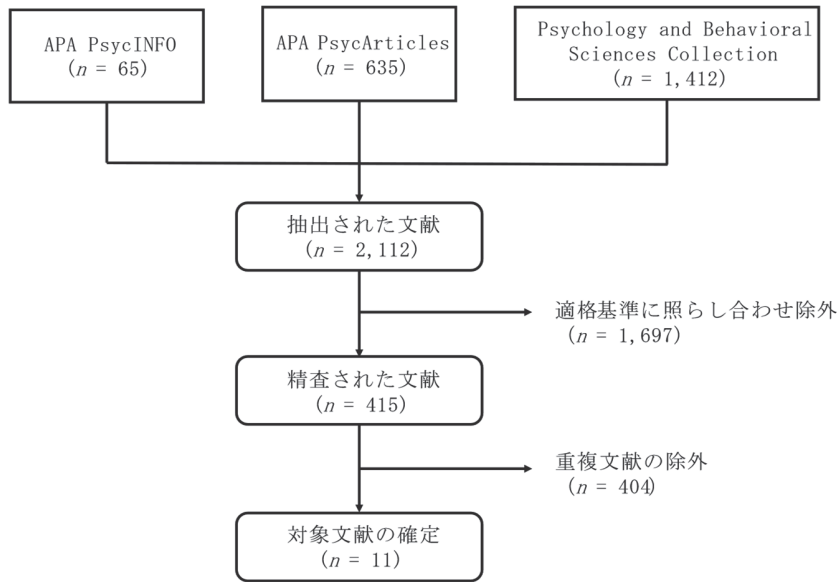 APA PsycINFO
(n = 65)
APA PsycArticles
(n = 635)
Psychology and Behavioral
Sciences Collection
(n = 1,412)
抽出された文献
(n = 2,112)
適格基準に照らし合わせ除外
(n = 1,697)
精査された文献
(n = 415)
重複文献の除外
(n = 404)
対象文献の確定
(n = 11)